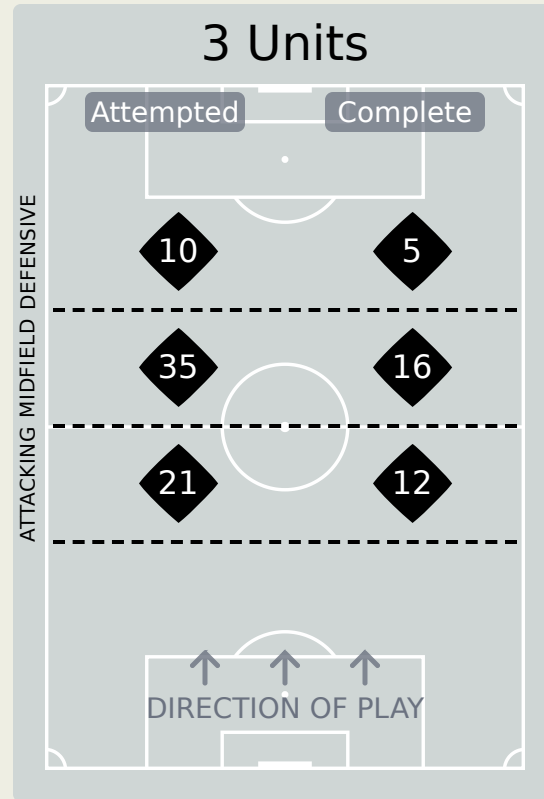 3 Units
Attempted Complete
ATTACKING MIDFIELD DEFENSIVE
10 5
35 16
21 12
DIRECTION OF PLAY